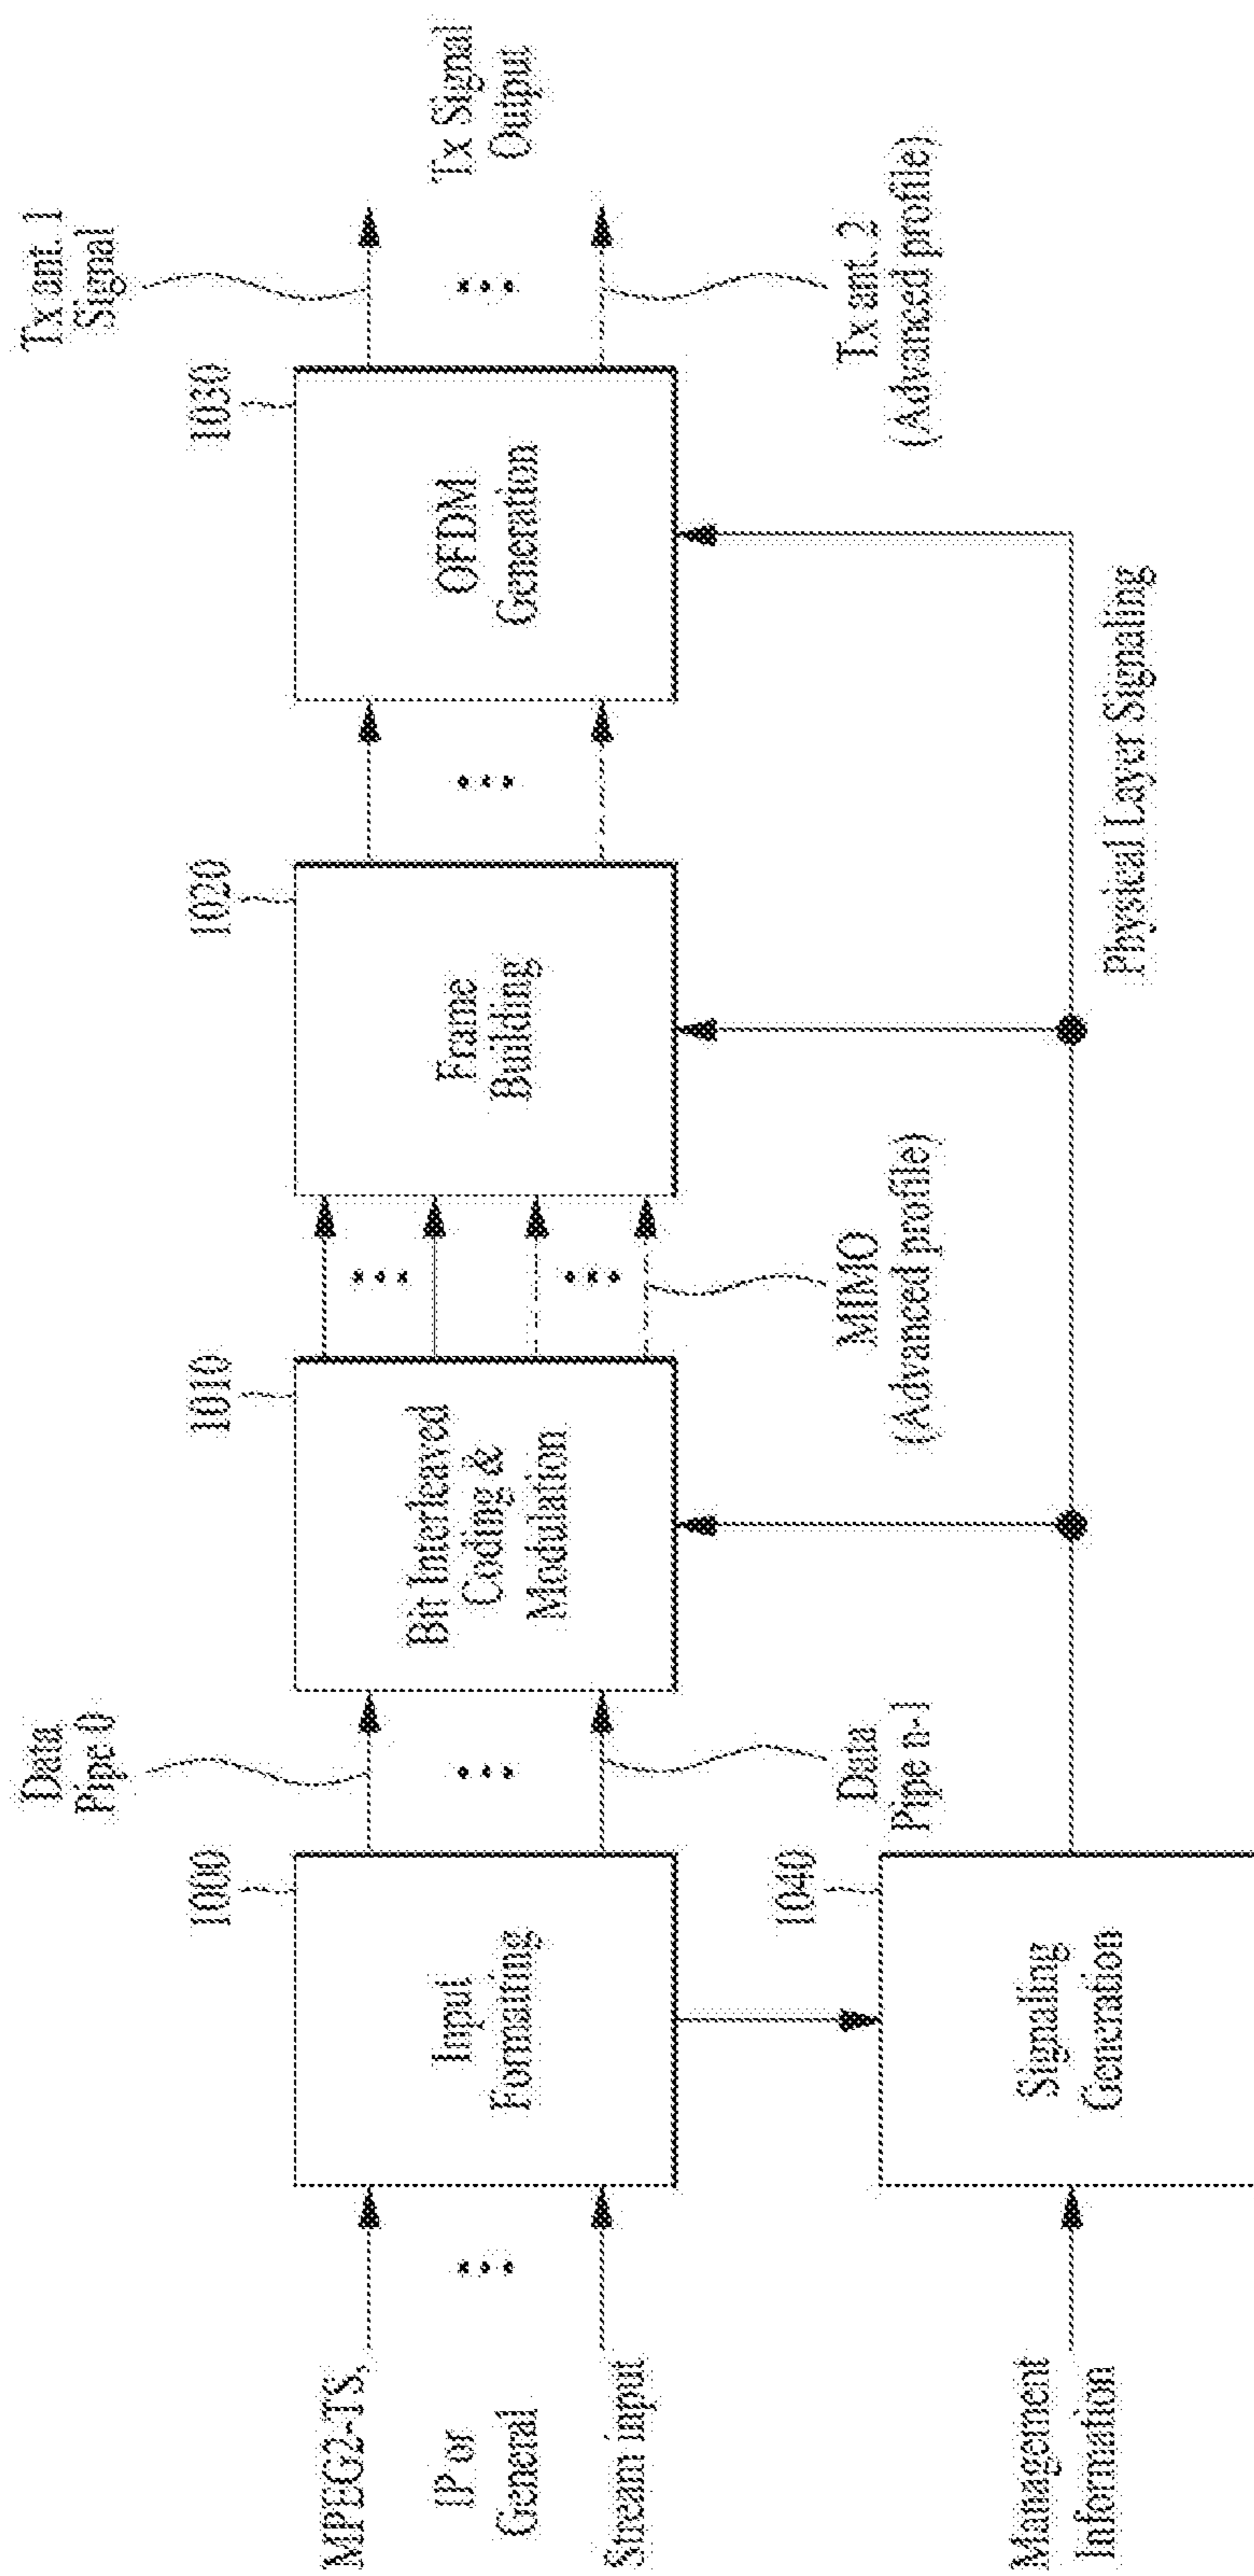 MPEG2-TS,
IP or
General
Stream input
Management
Information
1000
Input
Formating
1040
Signaling
Generation
Data
Pipe 0
Data
Pipe n-1
1010
Bit Interleaved
Coding &
Modulation
MIMO
(Advanced profile)
1020
Frame
Building
Physical Layer Signaling
1030
OFDM
Generation
Tx ant. 1
Signal
Tx ant. 2
(Advanced profile)
Tx Signal
Output